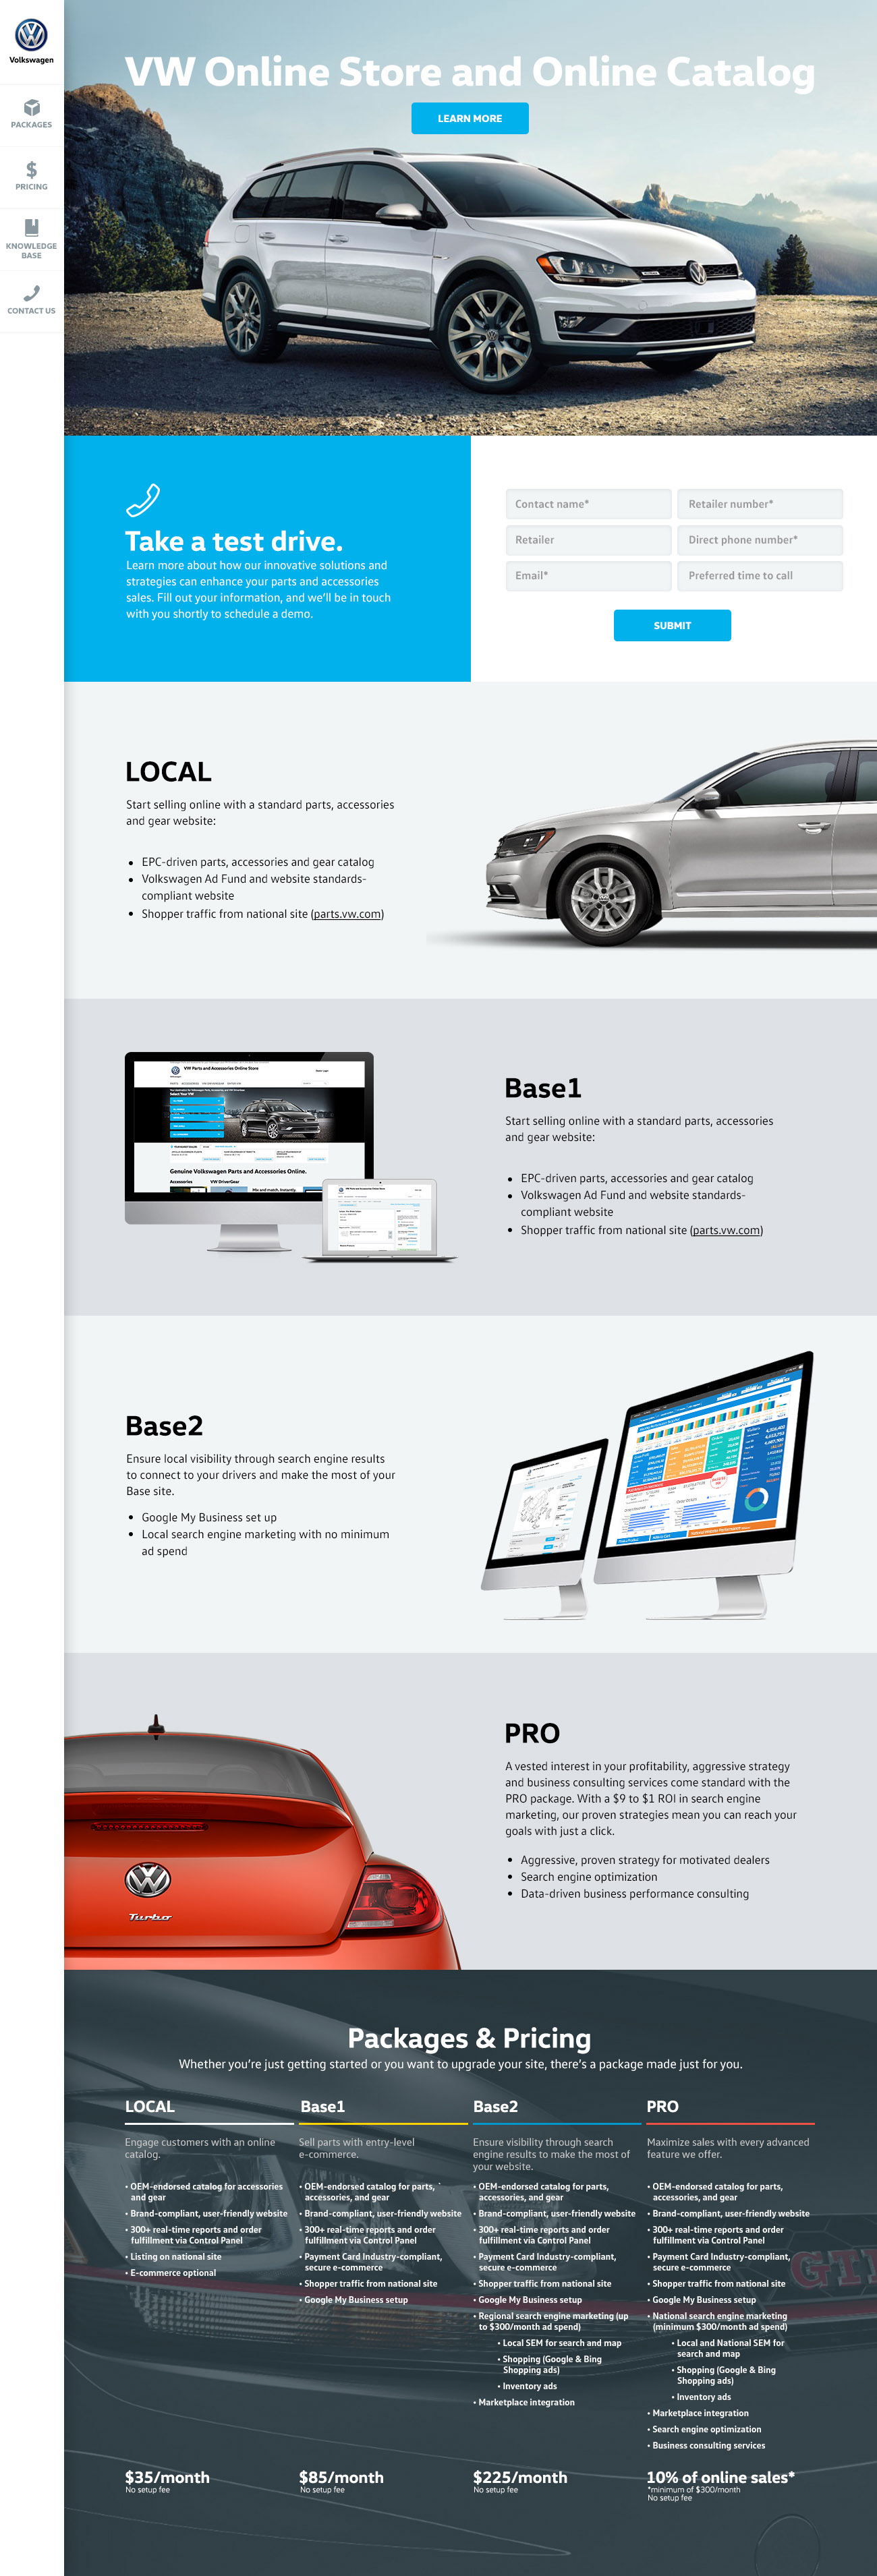 Volkswagen
PACKAGES
PRICING
KNOWLEDGE
BASE
CONTACT US
VW Online Store and Online Catalog
LEARN MORE
Take a test drive.
Learn more about how our innovative solutions and
strategies can enhance your parts and accessories
sales. Fill out your information, and we'll be in touch
with you shortly to schedule a demo.
Contact name*
Retailer number*
Retailer
Direct phone number*
Email*
Preferred time to call
SUBMIT
LOCAL
Start selling online with a standard parts, accessories
and gear website:
• EPC-driven parts, accessories and gear catalog
• Volkswagen Ad Fund and website standards-
compliant website
• Shopper traffic from national site (parts.vw.com)
VW Parts and Accessories Online Store
Select Your VW
Genuine Volkswagen Parts and Accessories Online.
Accessories
VW DriverGear
Base1
Start selling online with a standard parts, accessories
and gear website:
• EPC-driven parts, accessories and gear catalog
• Volkswagen Ad Fund and website standards-
compliant website
• Shopper traffic from national site (parts.vw.com)
Base2
Ensure local visibility through search engine results
to connect to your drivers and make the most of your
Base site.
• Google My Business set up
• Local search engine marketing with no minimum
ad spend
Turbo
PRO
A vested interest in your profitability, aggressive strategy
and business consulting services come standard with the
PRO package. With a $9 to $1 ROI in search engine
marketing, our proven strategies mean you can reach your
goals with just a click.
• Aggressive, proven strategy for motivated dealers
• Search engine optimization
• Data-driven business performance consulting
Packages & Pricing
Whether you're just getting started or you want to upgrade your site, there's a package made just for you.
LOCAL
Engage customers with an online
catalog.
• OEM-endorsed catalog for accessories
and gear
• Brand-compliant, user-friendly website
• 300+ real-time reports and order
fulfillment via Control Panel
• Listing on national site
• E-commerce optional
$35/month
No setup fee
Base1
Sell parts with entry-level
e-commerce.
• OEM-endorsed catalog for parts,
accessories, and gear
• Brand-compliant, user-friendly website
• 300+ real-time reports and order
fulfillment via Control Panel
• Payment Card Industry-compliant,
secure e-commerce
• Shopper traffic from national site
• Google My Business setup
$85/month
No setup fee
Base2
Ensure visibility through search
engine results to make the most of
your website.
• OEM-endorsed catalog for parts,
accessories, and gear
• Brand-compliant, user-friendly website
• 300+ real-time reports and order
fulfillment via Control Panel
• Payment Card Industry-compliant,
secure e-commerce
• Shopper traffic from national site
• Google My Business setup
• Regional search engine marketing (up
to $300/month ad spend)
• Local SEM for search and map
• Shopping (Google & Bing
Shopping ads)
• Inventory ads
• Marketplace integration
$225/month
No setup fee
PRO
Maximize sales with every advanced
feature we offer.
• OEM-endorsed catalog for parts,
accessories, and gear
• Brand-compliant, user-friendly website
• 300+ real-time reports and order
fulfillment via Control Panel
• Payment Card Industry-compliant,
secure e-commerce
• Shopper traffic from national site
• Google My Business setup
• National search engine marketing
(minimum $300/month ad spend)
• Local and National SEM for
search and map
• Shopping (Google & Bing
Shopping ads)
• Inventory ads
• Marketplace integration
• Search engine optimization
• Business consulting services
10% of online sales*
*minimum of $300/month
No setup fee